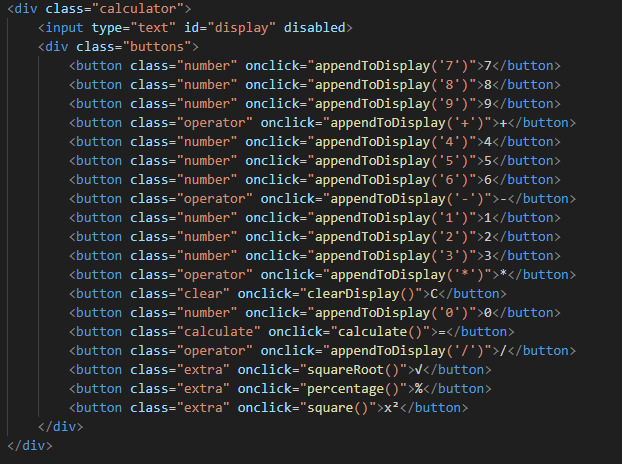 <div class="calculator">
    <input type="text" id="display" disabled>
    <div class="buttons">
        <button class="number" onclick="appendToDisplay('7')">7</button>
        <button class="number" onclick="appendToDisplay('8')">8</button>
        <button class="number" onclick="appendToDisplay('9')">9</button>
        <button class="operator" onclick="appendToDisplay('+')">+</button>
        <button class="number" onclick="appendToDisplay('4')">4</button>
        <button class="number" onclick="appendToDisplay('5')">5</button>
        <button class="number" onclick="appendToDisplay('6')">6</button>
        <button class="operator" onclick="appendToDisplay('-')">-</button>
        <button class="number" onclick="appendToDisplay('1')">1</button>
        <button class="number" onclick="appendToDisplay('2')">2</button>
        <button class="number" onclick="appendToDisplay('3')">3</button>
        <button class="operator" onclick="appendToDisplay('*')">*</button>
        <button class="clear" onclick="clearDisplay()">C</button>
        <button class="number" onclick="appendToDisplay('0')">0</button>
        <button class="calculate" onclick="calculate()">=</button>
        <button class="operator" onclick="appendToDisplay('/')">/</button>
        <button class="extra" onclick="squareRoot()">√</button>
        <button class="extra" onclick="percentage()">%</button>
        <button class="extra" onclick="square()">x²</button>
    </div>
</div>